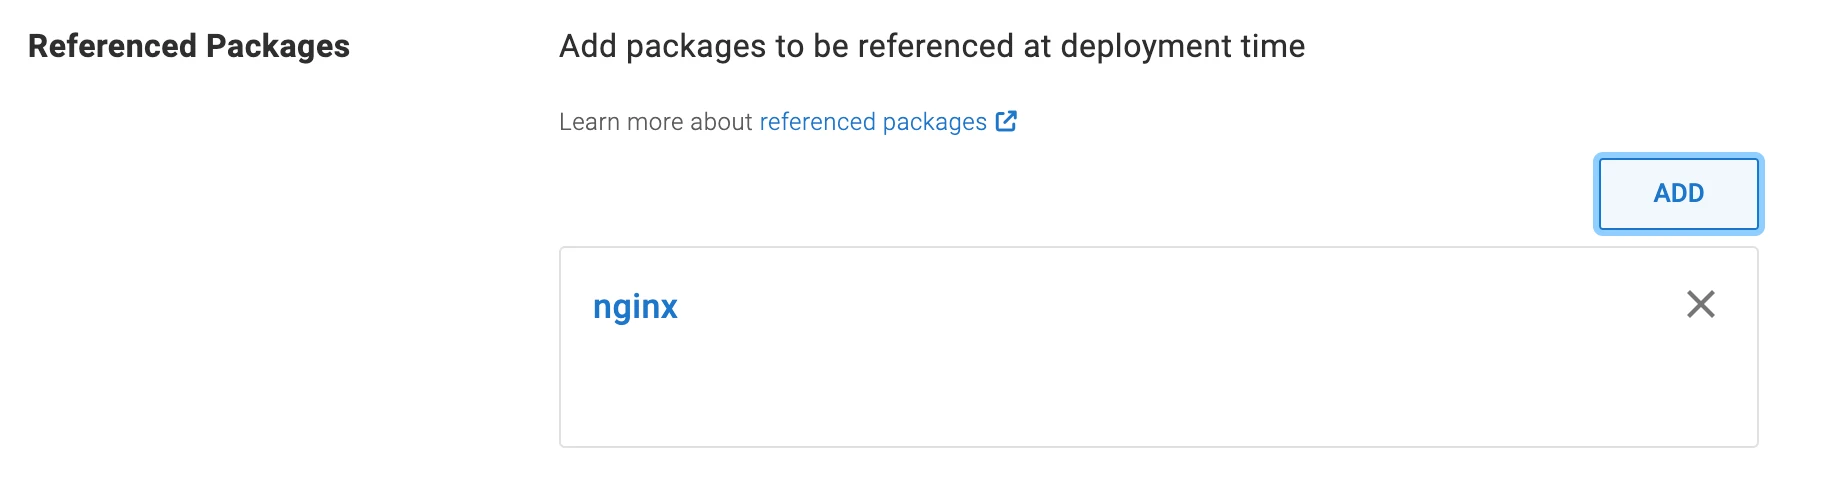 Referenced Packages
Add packages to be referenced at deployment time
Learn more about referenced packages
ADD
nginx